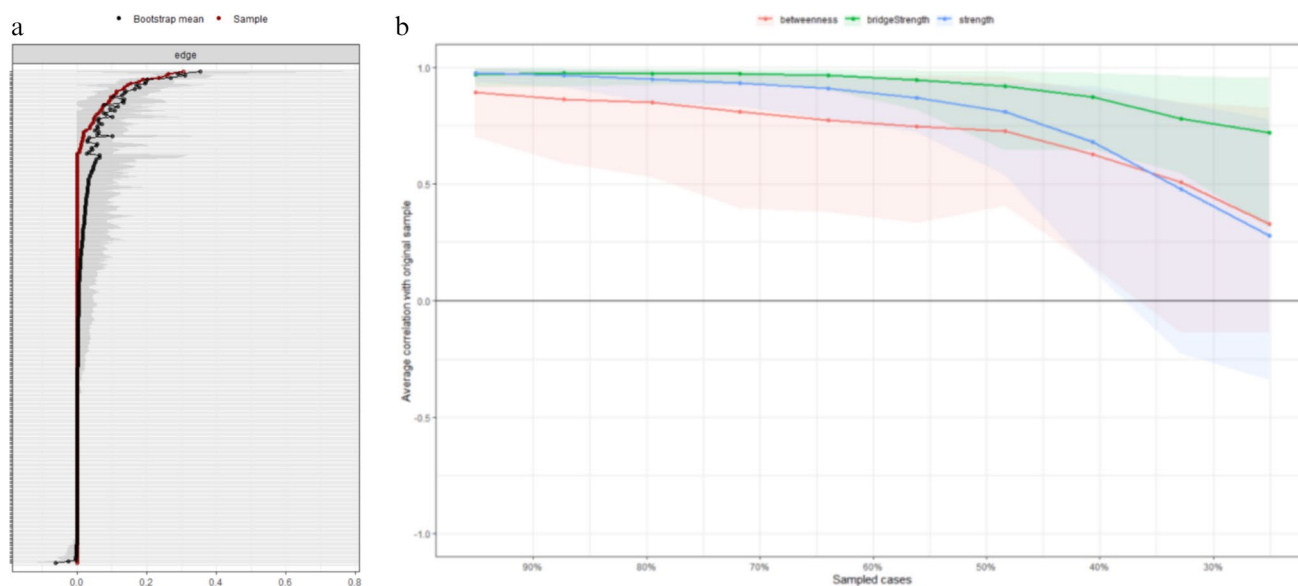 a
Bootstrap mean Sample
edge
0.0 0.2 0.4 0.6 0.8
b
betweenness bridgeStrength strength
Average correlation with original sample
1.0
0.5
0.0
-0.5
-1.0
90% 80% 70% 60% 50% 40% 30%
Sampled cases